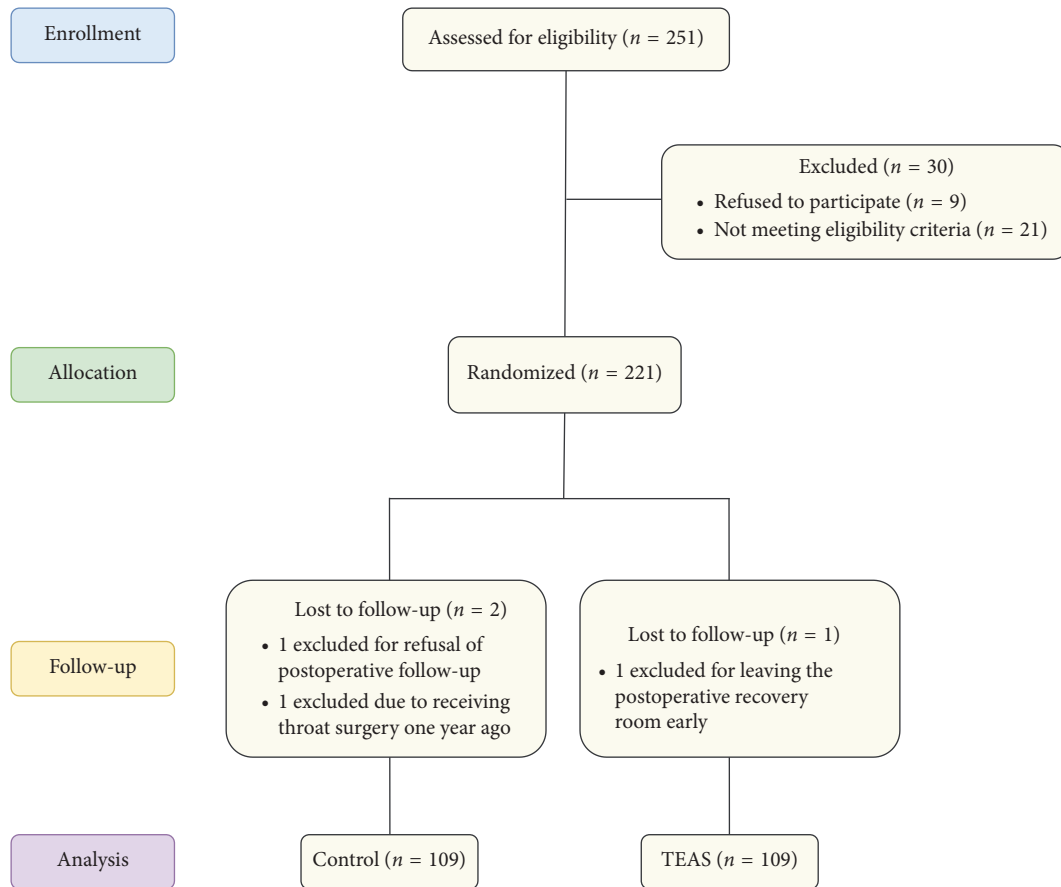 Enrollment
Assessed for eligibility (n = 251)
Excluded (n = 30)
• Refused to participate (n = 9)
• Not meeting eligibility criteria (n = 21)
Allocation
Randomized (n = 221)
Follow-up
Lost to follow-up (n = 2)
• 1 excluded for refusal of
postoperative follow-up
• 1 excluded due to receiving
throat surgery one year ago
Lost to follow-up (n = 1)
• 1 excluded for leaving the
postoperative recovery
room early
Analysis
Control (n = 109)
TEAS (n = 109)